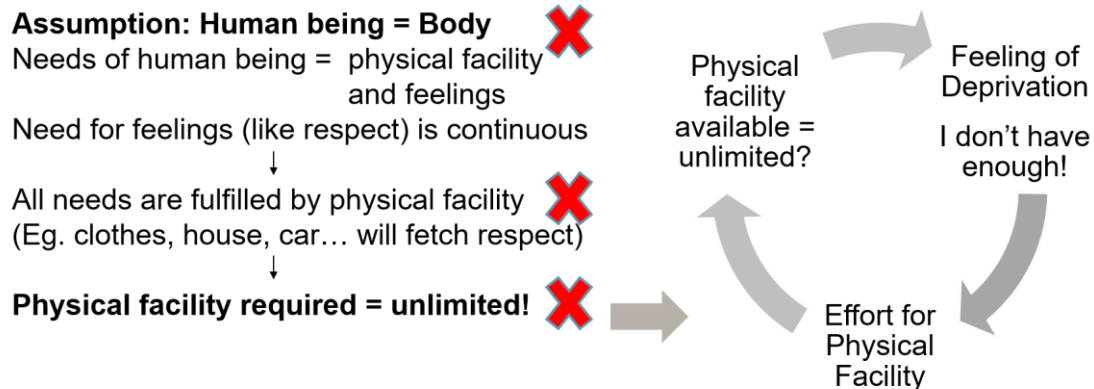 Assumption: Human being = Body
Needs of human being = physical facility
and feelings
Need for feelings (like respect) is continuous
All needs are fulfilled by physical facility
(Eg. clothes, house, car… will fetch respect)
Physical facility required = unlimited!
Physical
facility
available =
unlimited?
Feeling of
Deprivation
I don’t have
enough!
Effort for
Physical
Facility